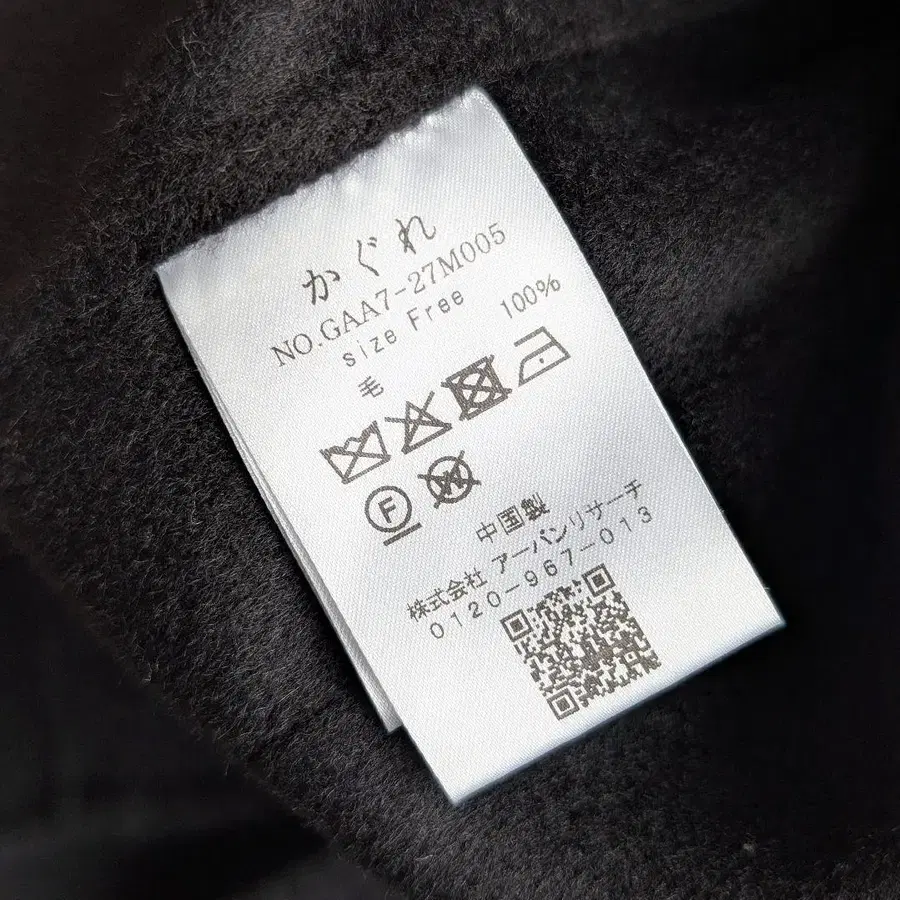 かぐれ
NO.GAA7-27M005
size Free
毛 100%
F
W
中国製
株式会社 アーバンリサーチ
0120-967-013